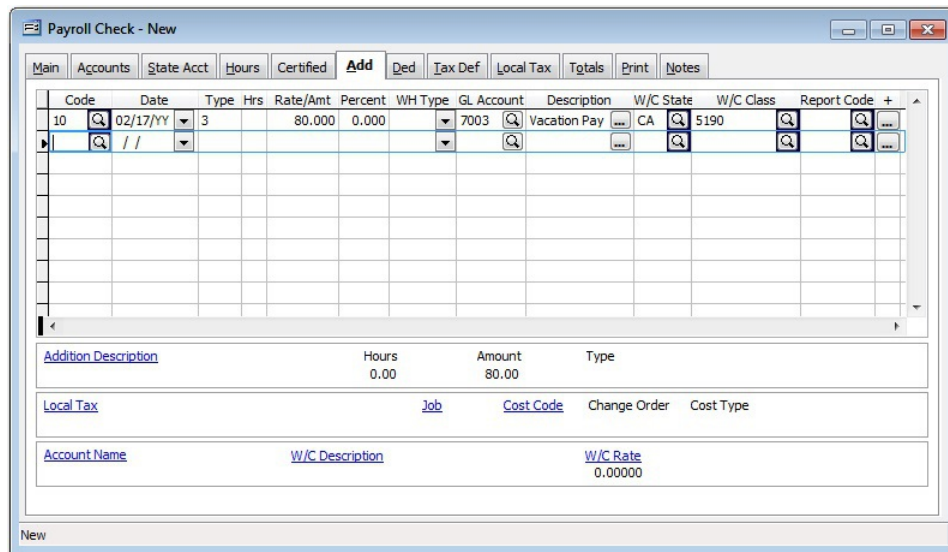 Payroll Check - New
Main Accounts State Acct Hours Certified Add Ded Tax Def Local Tax Totals Print Notes
Code Date Type Hrs Rate/Amt Percent WH Type GL Account Description W/C State W/C Class Report Code +
10 02/17/YY 3 80.000 0.000 7003 Vacation Pay ... CA 5190 ...
/ / ... ...
Addition Description Hours Amount Type
0.00 80.00
Local Tax Job Cost Code Change Order Cost Type
Account Name W/C Description W/C Rate
0.00000
New